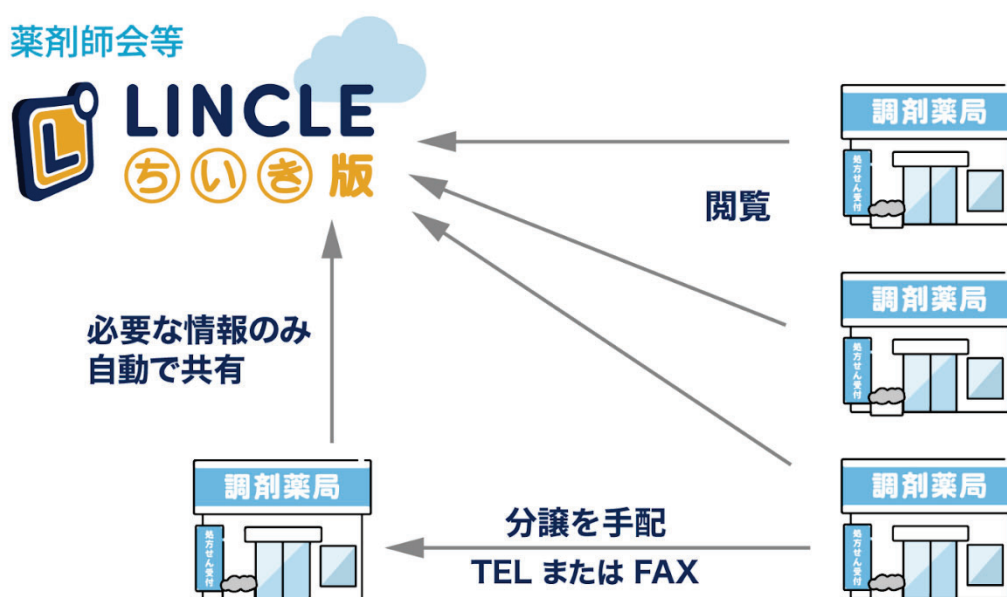 薬剤師会等
L
LINCLE
ちいき版
調剤薬局
処方せん受付
閲覧
調剤薬局
処方せん受付
必要な情報のみ
自動で共有
調剤薬局
処方せん受付
分譲を手配
TEL または FAX
調剤薬局
処方せん受付